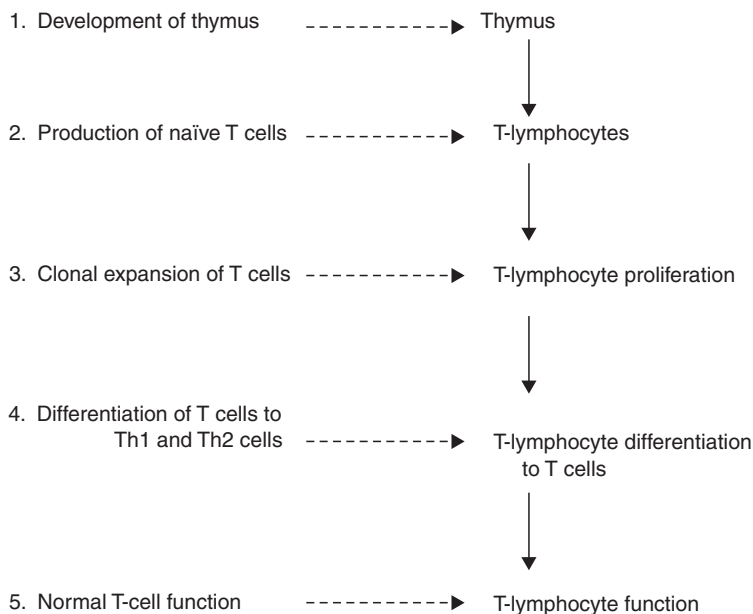 1. Development of thymus
Thymus
2. Production of naïve T cells
T-lymphocytes
3. Clonal expansion of T cells
T-lymphocyte proliferation
4. Differentiation of T cells to
Th1 and Th2 cells
T-lymphocyte differentiation
to T cells
5. Normal T-cell function
T-lymphocyte function